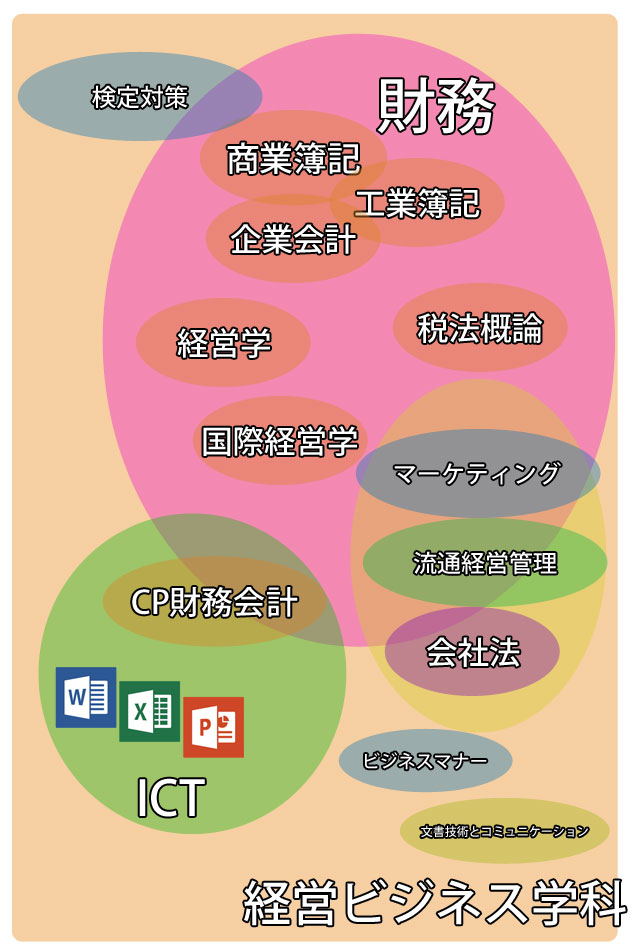 検定対策
財務
商業簿記
工業簿記
企業会計
経営学
税法概論
国際経営学
マーケティング
流通経営管理
CP財務会計
会社法
W
X
P
ビジネスマナー
ICT
文書技術とコミュニケーション
経営ビジネス学科